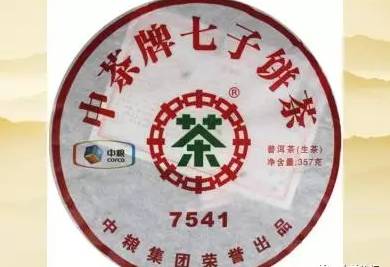 中茶牌七子饼茶
®
茶
中粮
COFCO
普洱茶(生茶)
净含量:357克
7541
中粮集团荣誉出品